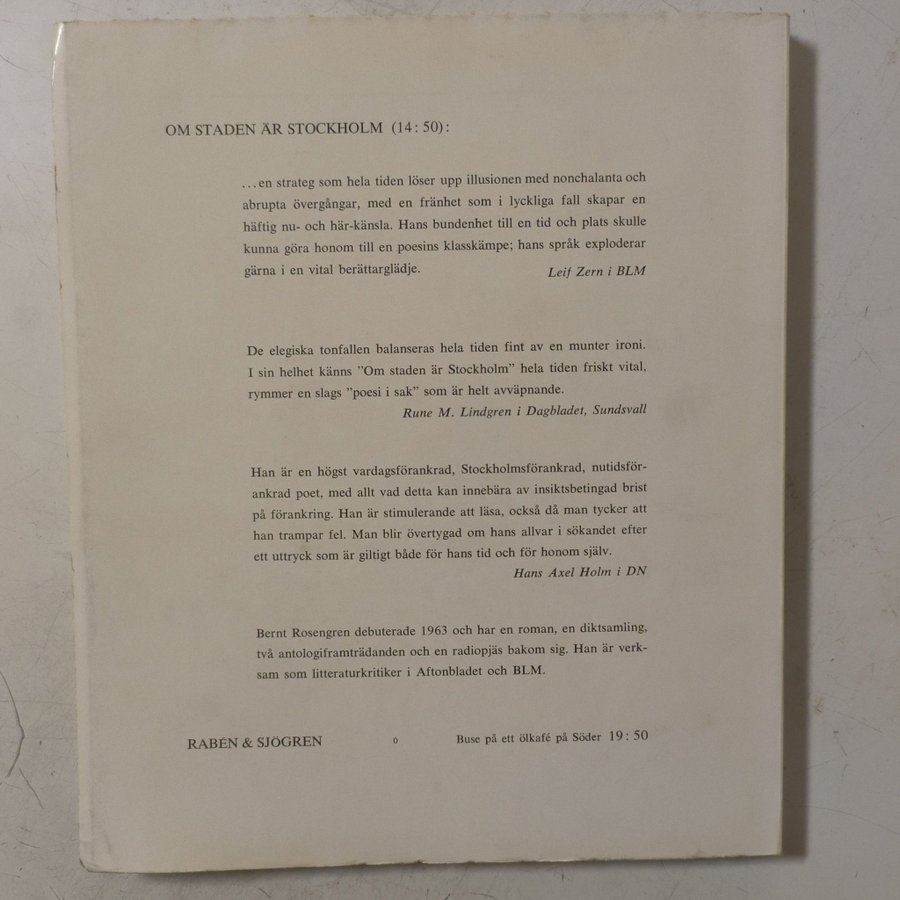 OM STADEN ÄR STOCKHOLM (14:50):
...en strateg som hela tiden löser upp illusionen med nonchalanta och
abrupta övergångar, med en fränhet som i lyckliga fall skapar en
häftig nu- och här-känsla. Hans bundenhet till en tid och plats skulle
kunna göra honom till en poesins klasskämpe; hans språk exploderar
gärna i en vital berättarglädje.
Leif Zern i BLM
De elegiska tonfallen balanseras hela tiden fint av en munter ironi.
I sin helhet känns ”Om staden är Stockholm” hela tiden friskt vital,
rymmer en slags ”poesi i sak” som är helt avväpnande.
Rune M. Lindgren i Dagbladet, Sundsvall
Han är en högst vardagsförankrad, Stockholmsförankrad, nutidsför-
ankrad poet, med allt vad detta kan innebära av insiktsbetingad brist
på förankring. Han är stimulerande att läsa, också då man tycker att
han trampar fel. Man blir övertygad om hans allvar i sökandet efter
ett uttryck som är giltigt både för hans tid och för honom själv.
Hans Axel Holm i DN
Bernt Rosengren debuterade 1963 och har en roman, en diktsamling,
två antologiframträdanden och en radiopjäs bakom sig. Han är verk-
sam som litteraturkritiker i Aftonbladet och BLM.
RABÉN & SJÖGREN 0 Buse på ett ölkafé på Söder 19:50